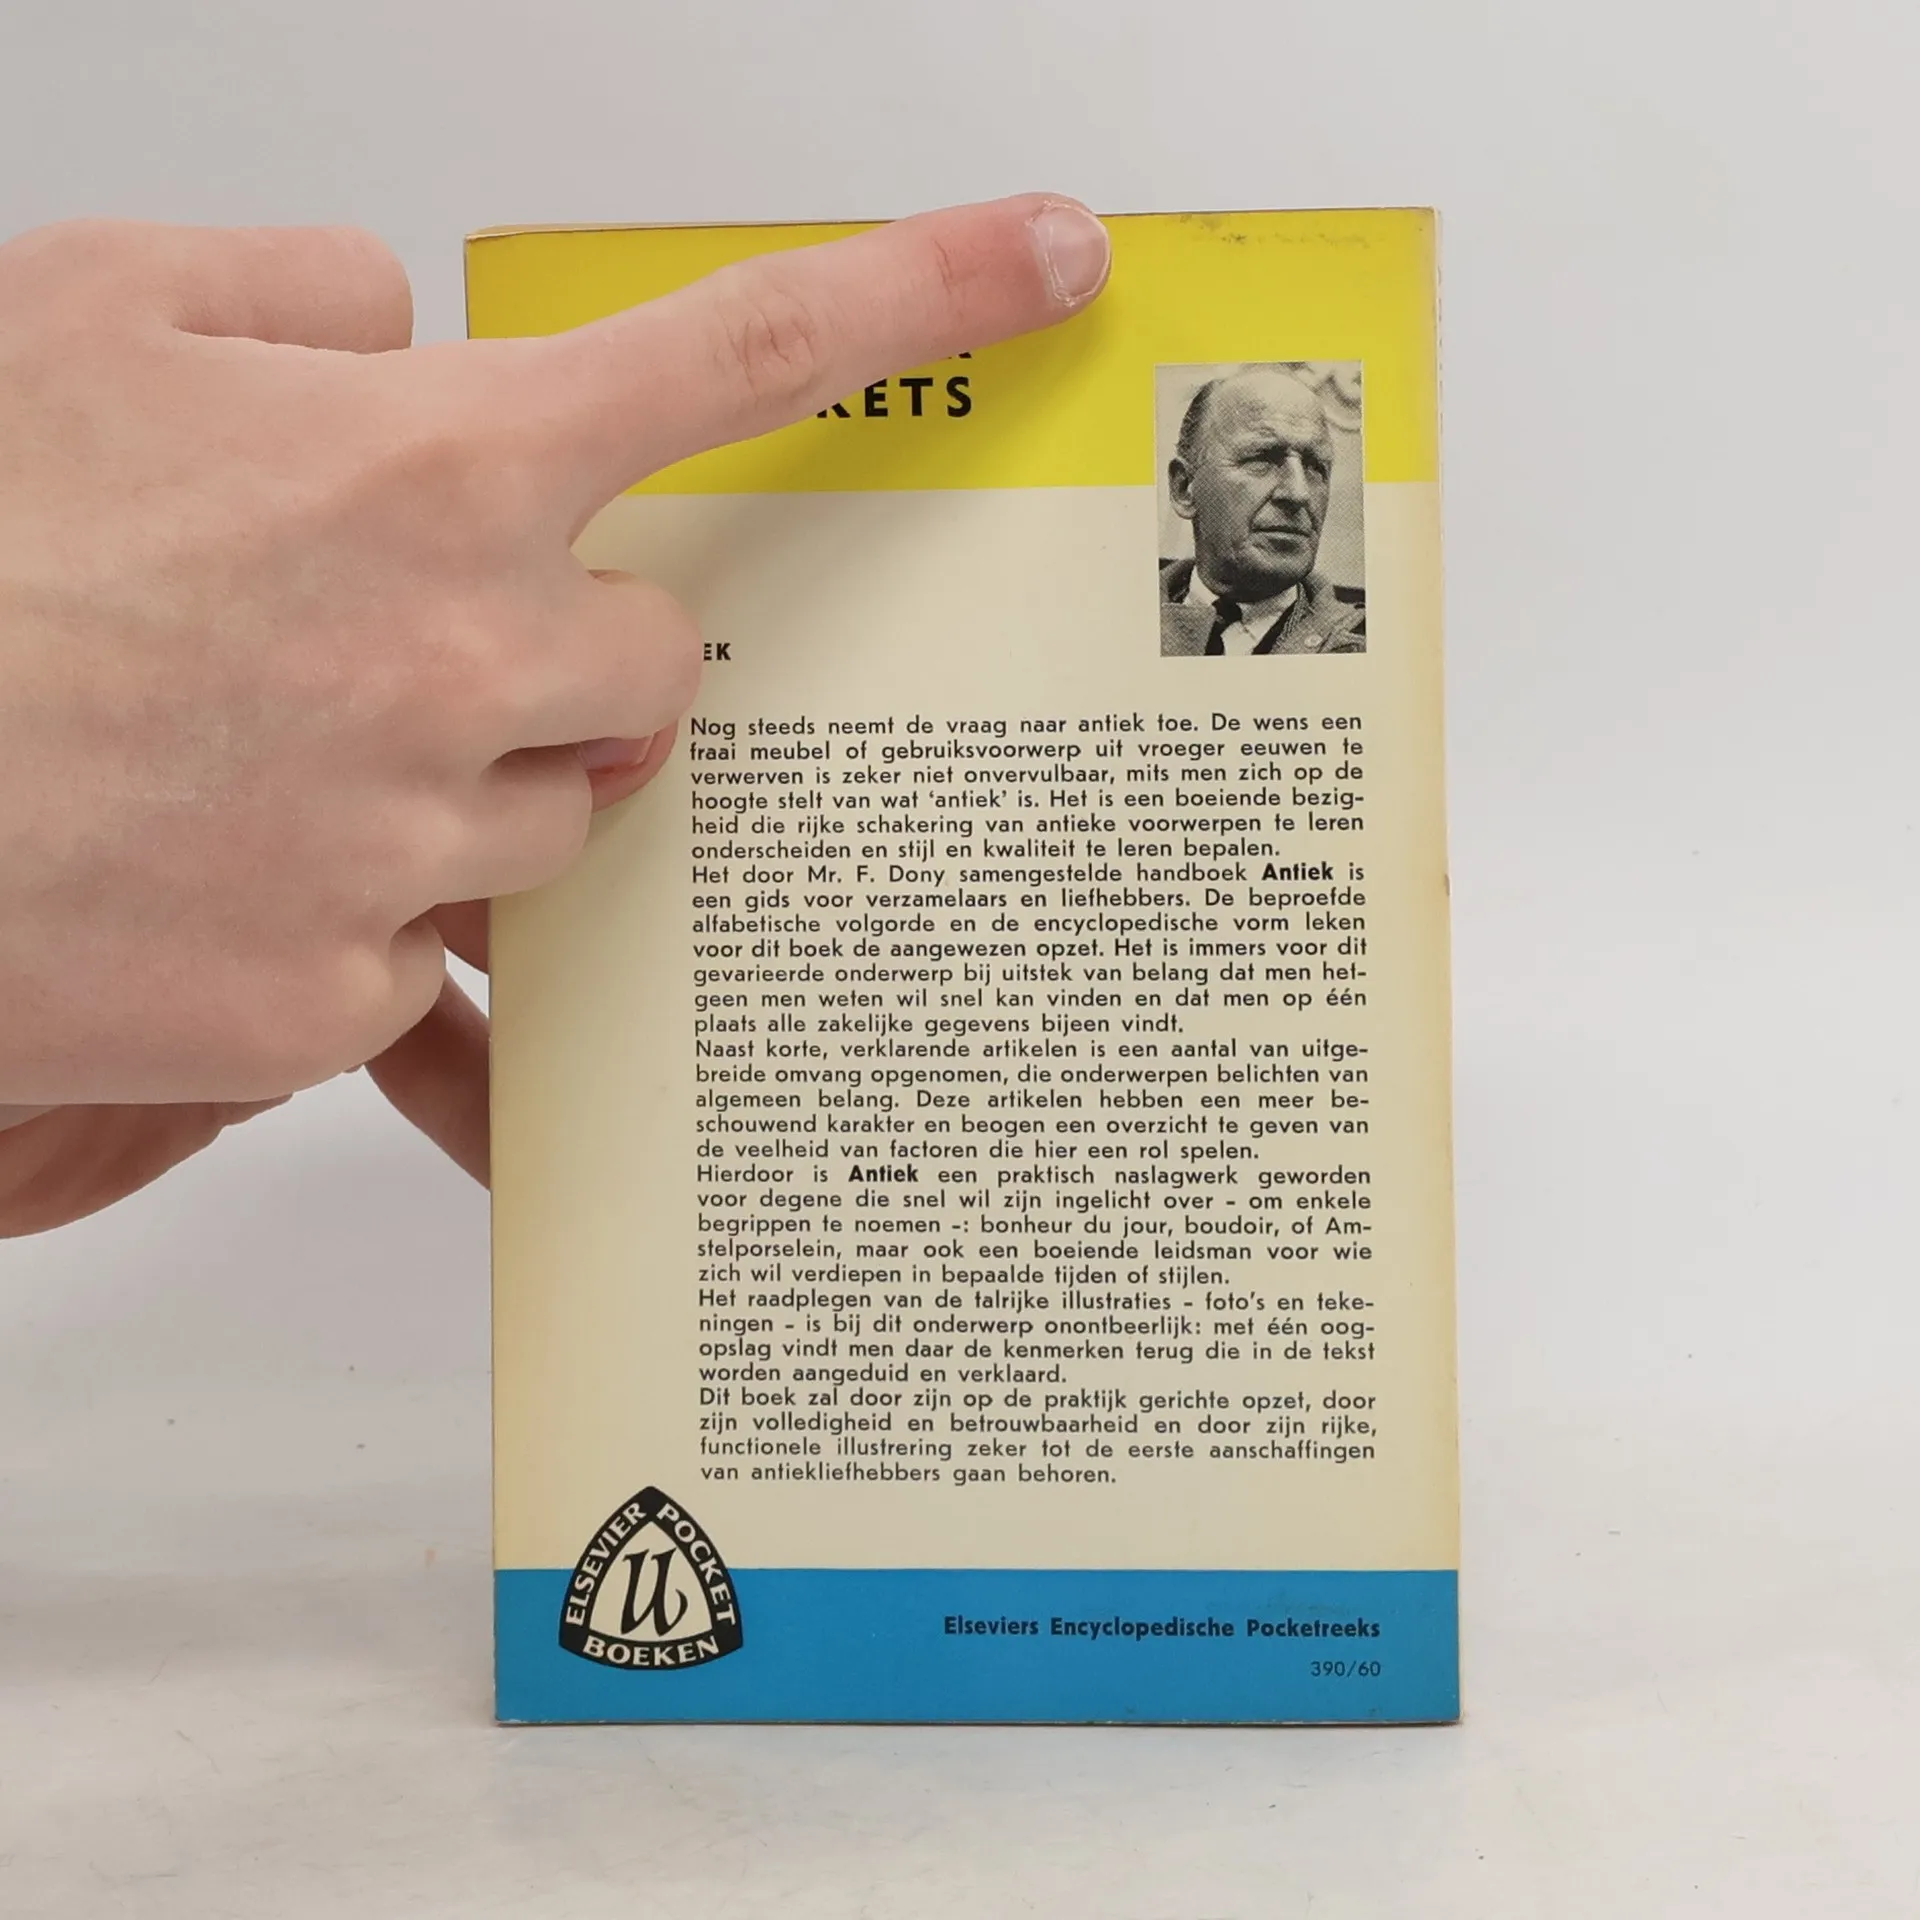 Nog steeds neemt de vraag naar antiek toe. De wens een
fraai meubel of gebruiksvoorwerp uit vroeger eeuwen te
verwerven is zeker niet onvervulbaar, mits men zich op de
hoogte stelt van wat ‘antiek’ is. Het is een boeiende bezig-
heid die rijke schakering van antieke voorwerpen te leren
onderscheiden en stijl en kwaliteit te leren bepalen.
Het door Mr. F. Dony samengestelde handboek Antiek is
een gids voor verzamelaars en liefhebbers. De beproefde
alfabetische volgorde en de encyclopedische vorm leken
voor dit boek de aangewezen opzet. Het is immers voor dit
gevarieerde onderwerp bij uitstek van belang dat men het-
geen men weten wil snel kan vinden en dat men op één
plaats alle zakelijke gegevens bijeen vindt.
Naast korte, verklarende artikelen is een aantal van uitge-
breide omvang opgenomen, die onderwerpen belichten van
algemeen belang. Deze artikelen hebben een meer be-
schouwend karakter en beogen een overzicht te geven van
de veelheid van factoren die hier een rol spelen.
Hierdoor is Antiek een praktisch naslagwerk geworden
voor degene die snel wil zijn ingelicht over - om enkele
begrippen te noemen -: bonheur du jour, boudoir, of Am-
stelporselein, maar ook een boeiende leidsman voor wie
zich wil verdiepen in bepaalde tijden of stijlen.
Het raadplegen van de talrijke illustraties - foto's en teke-
ningen - is bij dit onderwerp onontbeerlijk: met één oog-
opslag vindt men daar de kenmerken terug die in de tekst
worden aangeduid en verklaard.
Dit boek zal door zijn op de praktijk gerichte opzet, door
zijn volledigheid en betrouwbaarheid en door zijn rijke,
functionele illustrering zeker tot de eerste aanschaffingen
van antiekliefhebbers gaan behoren.
ELSEVIER POCKET
U
BOEKEN
Elseviers Encyclopedische Pocketreeks
390/60